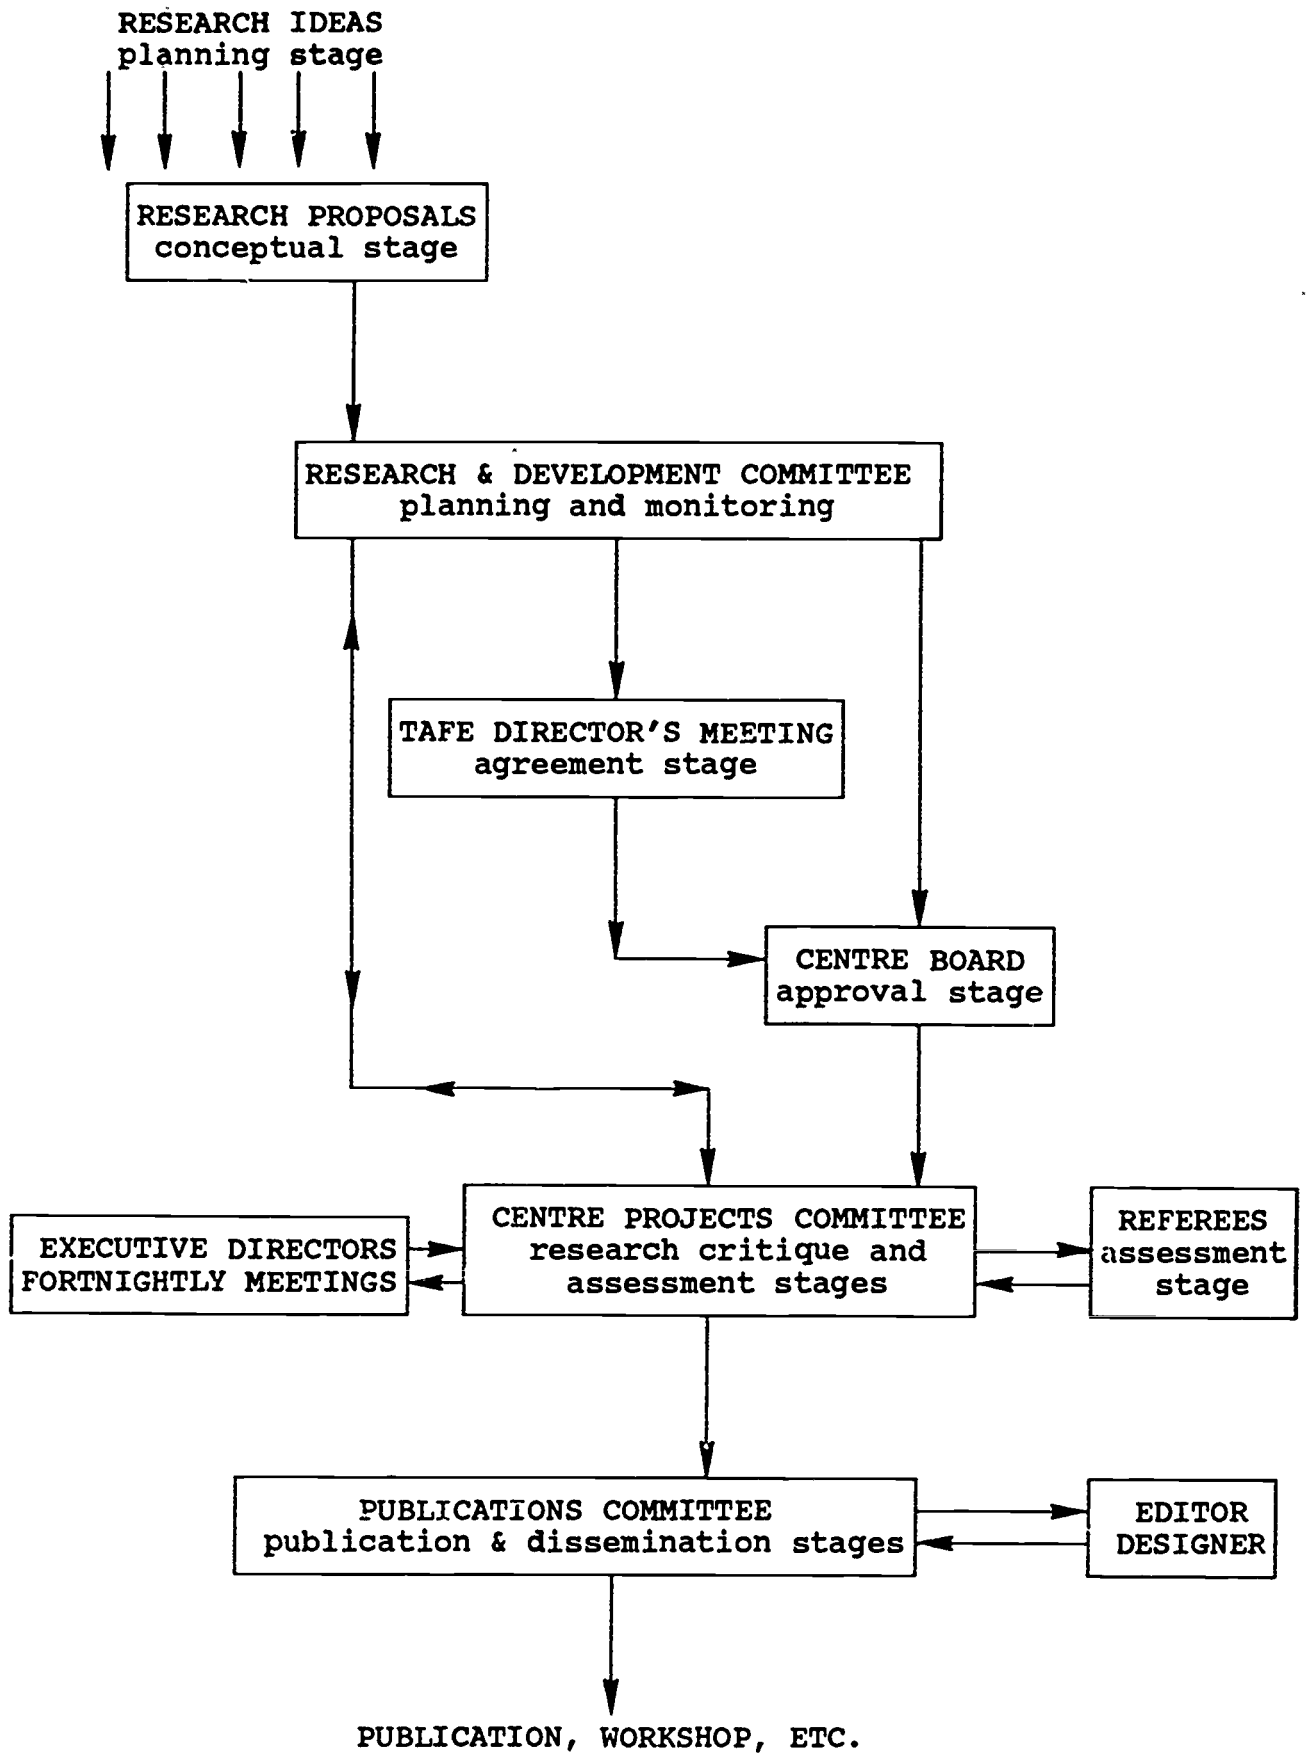 RESEARCH IDEAS
planning stage
RESEARCH PROPOSALS
conceptual stage
RESEARCH & DEVELOPMENT COMMITTEE
planning and monitoring
TAFE DIRECTOR'S MEETING
agreement stage
CENTRE BOARD
approval stage
EXECUTIVE DIRECTORS
FORTNIGHTLY MEETINGS
CENTRE PROJECTS COMMITTEE
research critique and
assessment stages
REFEREES
assessment
stage
PUBLICATIONS COMMITTEE
publication & dissemination stages
EDITOR
DESIGNER
PUBLICATION, WORKSHOP, ETC.